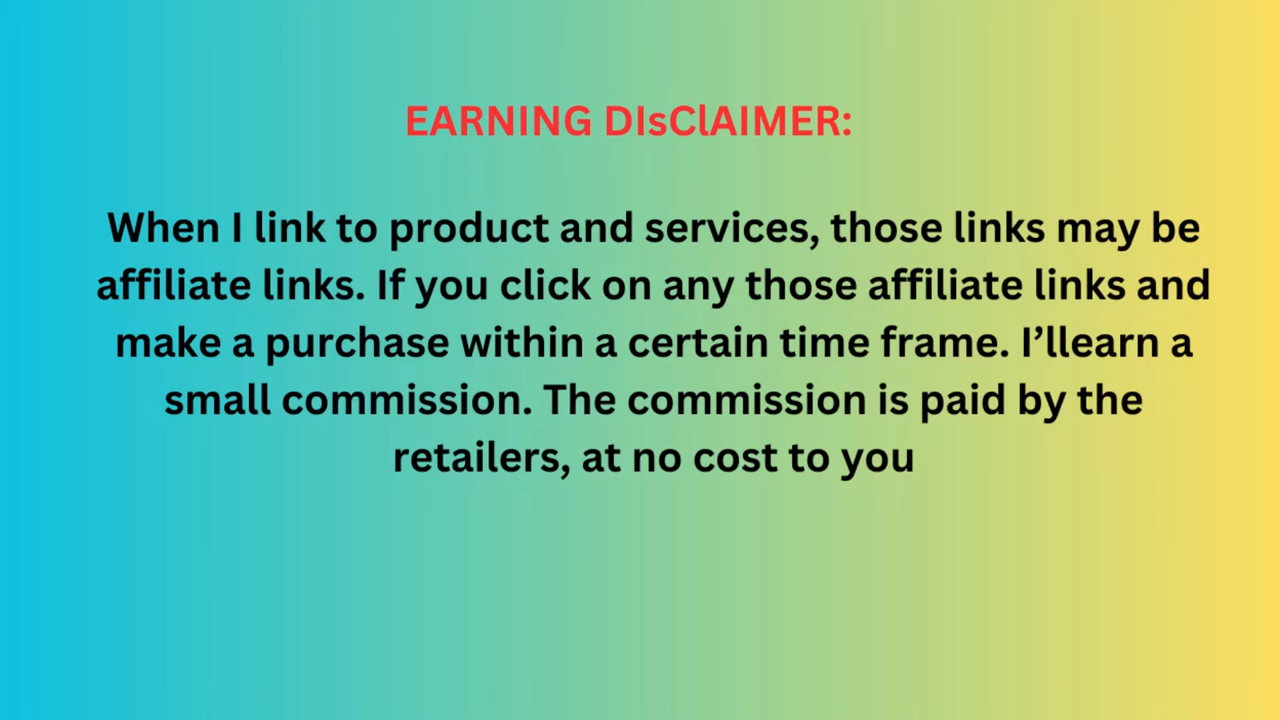 EARNING DIsClAIMER:
When I link to product and services, those links may be
affiliate links. If you click on any those affiliate links and
make a purchase within a certain time frame. I’llearn a
small commission. The commission is paid by the
retailers, at no cost to you